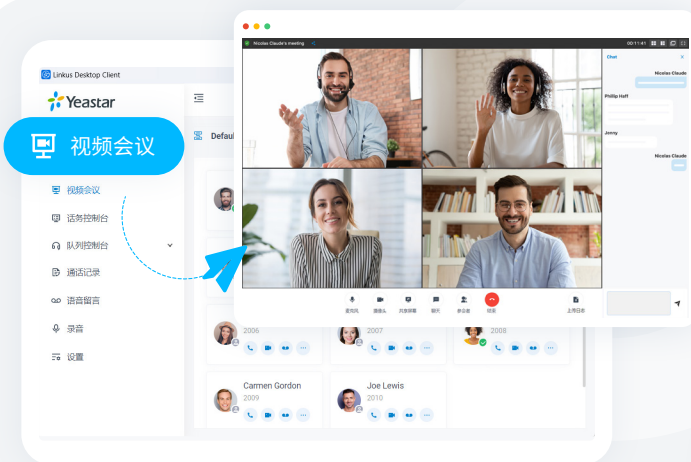 Nicolas Claude's meeting
00:11:41
Linkus Desktop Client
Yeastar
Defaul
视频会议
视频会议
话务控制台
队列控制台
通话记录
语音留言
录音
设置
Chat
Nicolas Claude
Phillip Haff
Jenny
Nicolas Claude
麦克风
摄像头
共享屏幕
聊天
参会者
结束
上传日志
2006
2007
2008
Carmen Gordon
2009
Joe Lewis
2010